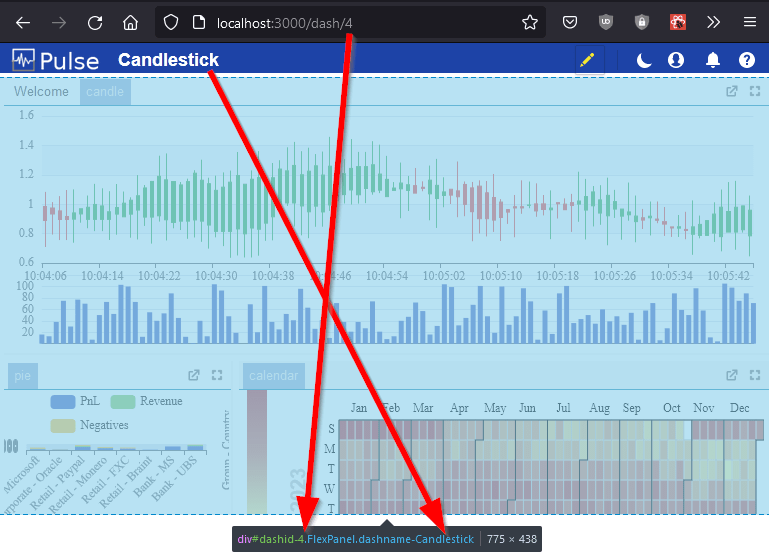 localhost:3000/dash/4
Pulse Candlestick
Welcome candle
1.6
1.4
1.2
1
0.8
0.6
10:04:06 10:04:14 10:04:22 10:04:30 10:04:38 10:04:46 10:04:54 10:05:02 10:05:10 10:05:18 10:05:26 10:05:34 10:05:42
100
80
60
40
20
pie
calendar
PnL Revenue
Negatives
Microsoft
Corporate - Oracle
Retail - Paypal
Retail - Monero
Retail - FXC
Retail - Braint
Bank - MS
Bank - UBS
Group - Country
2023
Jan Feb Mar Apr May Jun Jul Aug Sep Oct Nov Dec
S
M
T
W
T
div#dashid-4.FlexPanel.dashname-Candlestick 775 × 438